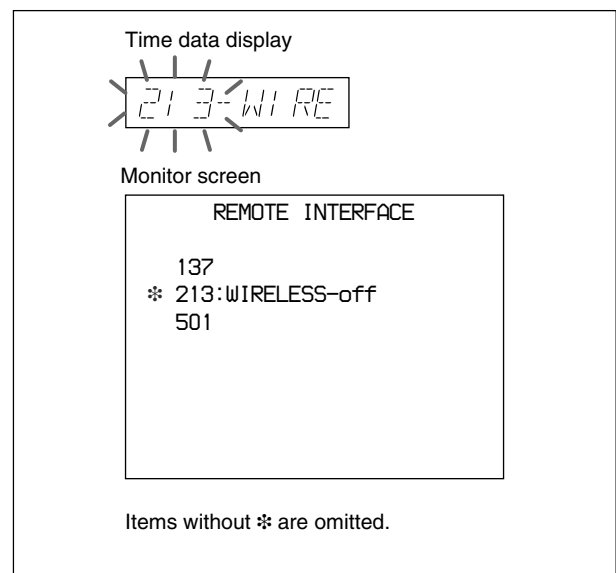 Time data display
213-WIRE
Monitor screen
REMOTE INTERFACE
137
✽ 213:WIRELESS-off
501
Items without ✽ are omitted.